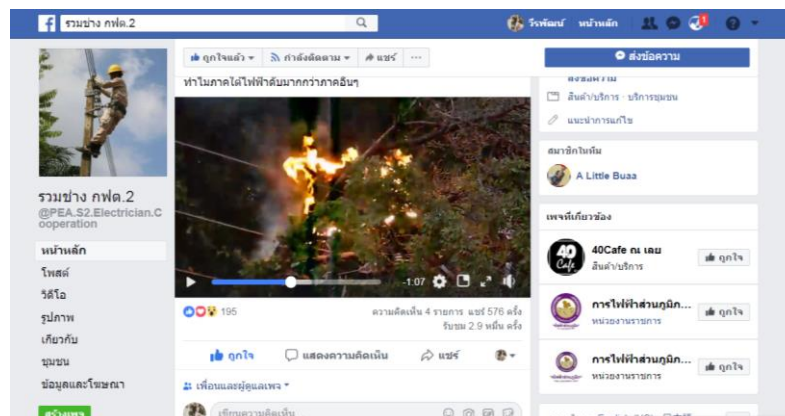 รวมช่าง กฟต.2
วีรพัฒน์ หน้าหลัก
ถูกใจแล้ว กำลังติดตาม แชร์ ...
ส่งข้อความ
ทำไมภาคใต้ไฟฟ้าดับมากกว่าภาคอื่นๆ
สินค้า/บริการ · บริการชุมชน
แนะนำการแก้ไข
สมาชิกในทีม
A Little Buaa
รวมช่าง กฟต.2
@PEA.S2.Electrician.C
ooperation
หน้าหลัก
โพสต์
วิดีโอ
รูปภาพ
เกี่ยวกับ
ชุมชน
ข้อมูลและโฆษณา
สร้างเพจ
-1:07
195
ความคิดเห็น 4 รายการ แชร์ 576 ครั้ง
รับชม 2.9 หมื่น ครั้ง
ถูกใจ แสดงความคิดเห็น แชร์
เพื่อนและผู้ดูแลเพจ
เขียนความคิดเห็น
เพจที่เกี่ยวข้อง
40Cafe ณ เลย
สินค้า/บริการ
ถูกใจ
การไฟฟ้าส่วนภูมิภ...
หน่วยงานราชการ
ถูกใจ
การไฟฟ้าส่วนภูมิภ...
หน่วยงานราชการ
ถูกใจ